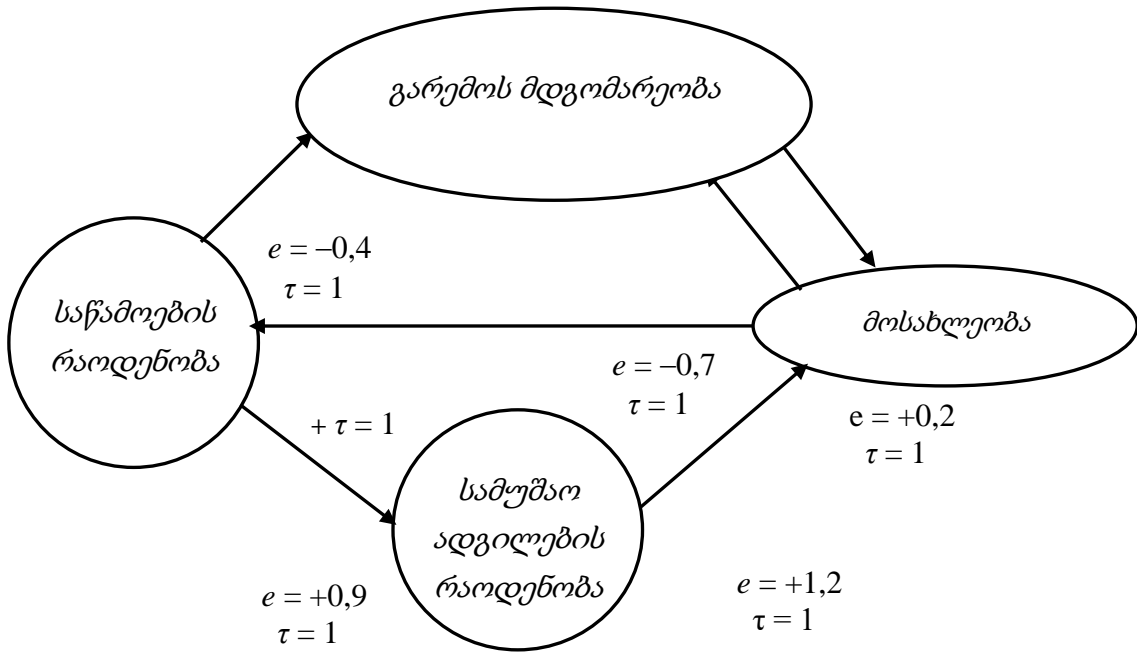 გარემოს მდგომარეობა
e = –0,4
τ = 1
საწამოების
რაოდენობა
მოსახლეობა
e = –0,7
τ = 1
+ τ = 1
e = +0,2
τ = 1
სამუშაო
ადგილების
რაოდენობა
e = +0,9
τ = 1
e = +1,2
τ = 1